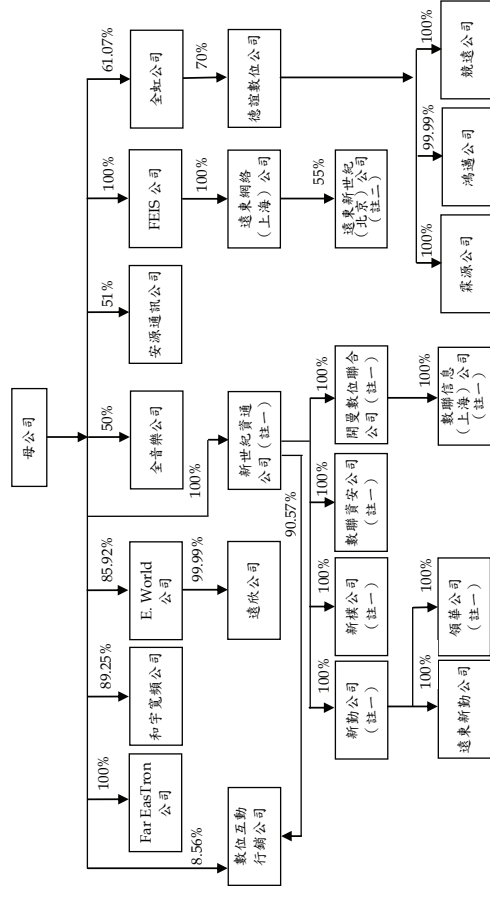 母公司
100%
89.25%
85.92%
50%
51%
100%
61.07%
Far EasTron
公司
和宇寬頻公司
E. World
公司
全音樂公司
安源通訊公司
FEIS 公司
全虹公司
8.56%
99.99%
100%
100%
70%
數位互動
行銷公司
遠欣公司
新世紀資通
公司(註一)
遠東網絡
(上海)公司
德誼數位公司
90.57%
100%
100%
100%
100%
55%
新勤公司
(註一)
新樸公司
(註一)
數聯資安公司
(註一)
開曼數位聯合
公司(註一)
遠東新世紀
(北京)公司
(註二)
100%
100%
100%
100%
99.99%
100%
遠東新勤公司
領華公司
(註一)
數聯信息
(上海)公司
(註一)
霖源公司
鴻邁公司
競遠公司